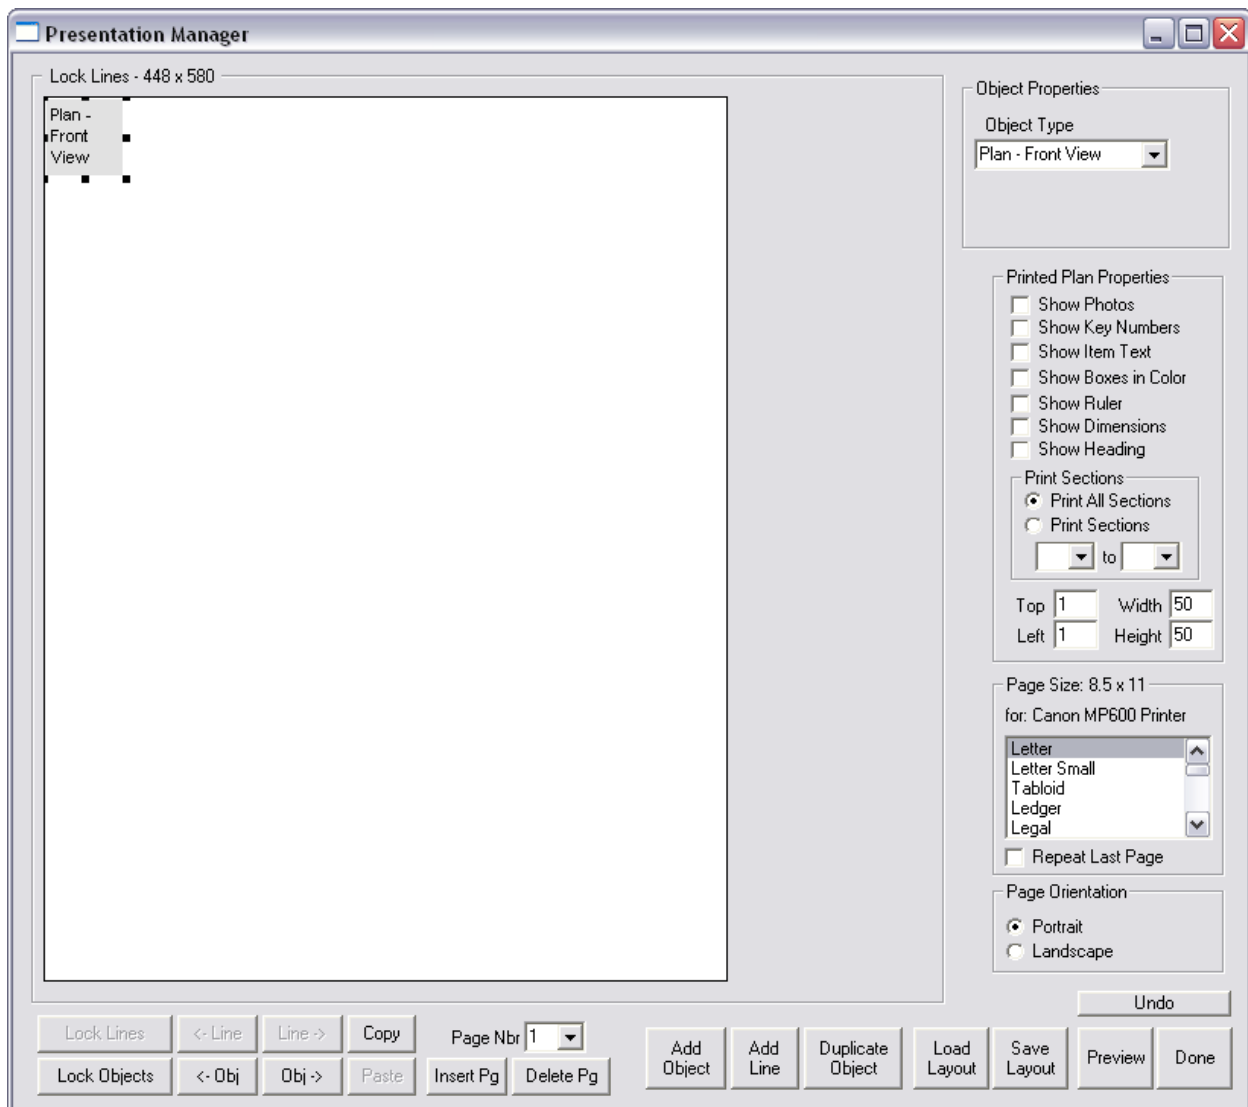 Presentation Manager
Lock Lines - 448 x 580
Plan -
Front
View
Object Properties
Object Type
Plan - Front View
Printed Plan Properties
Show Photos
Show Key Numbers
Show Item Text
Show Boxes in Color
Show Ruler
Show Dimensions
Show Heading
Print Sections
Print All Sections
Print Sections
to
Top 1 Width 50
Left 1 Height 50
Page Size: 8.5 x 11
for: Canon MP600 Printer
Letter
Letter Small
Tabloid
Ledger
Legal
Repeat Last Page
Page Orientation
Portrait
Landscape
Undo
Lock Lines <- Line Line -> Copy Page Nbr 1
Lock Objects <- Obj Obj -> Paste Insert Pg Delete Pg
Add
Object
Add
Line
Duplicate
Object
Load
Layout
Save
Layout
Preview
Done